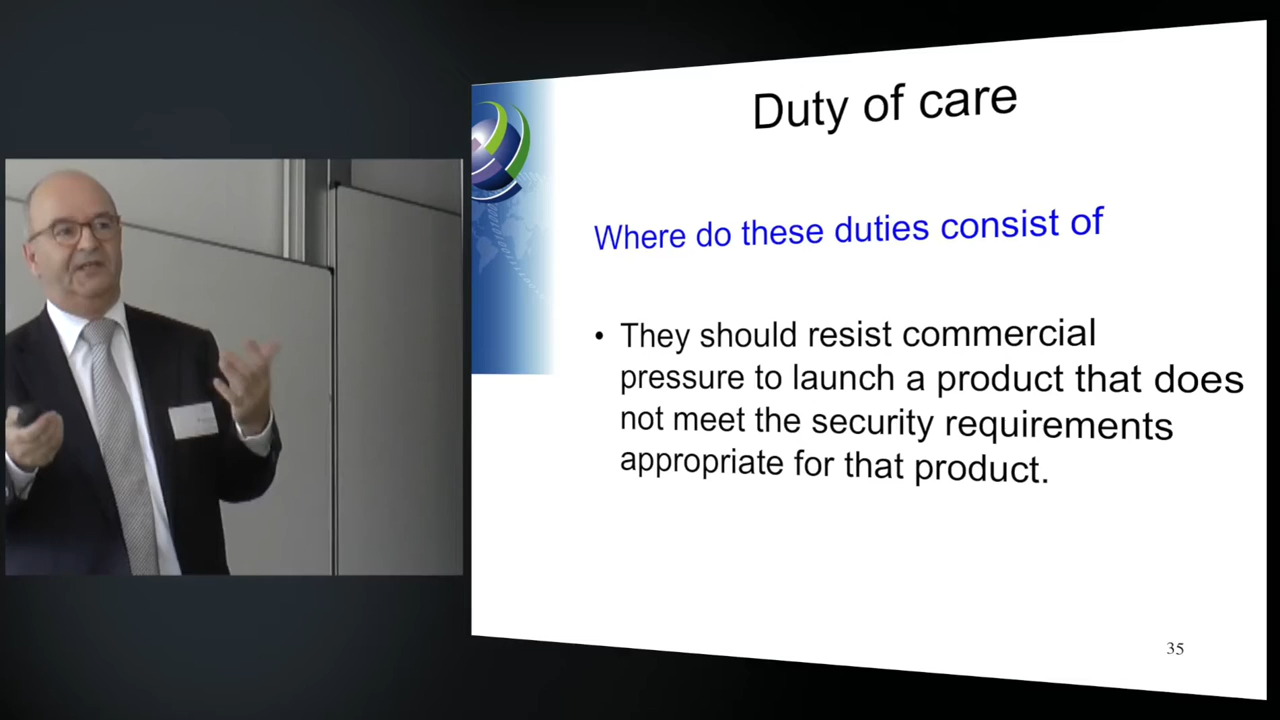 Duty of care
Where do these duties consist of
• They should resist commercial
pressure to launch a product that does
not meet the security requirements
appropriate for that product.
35